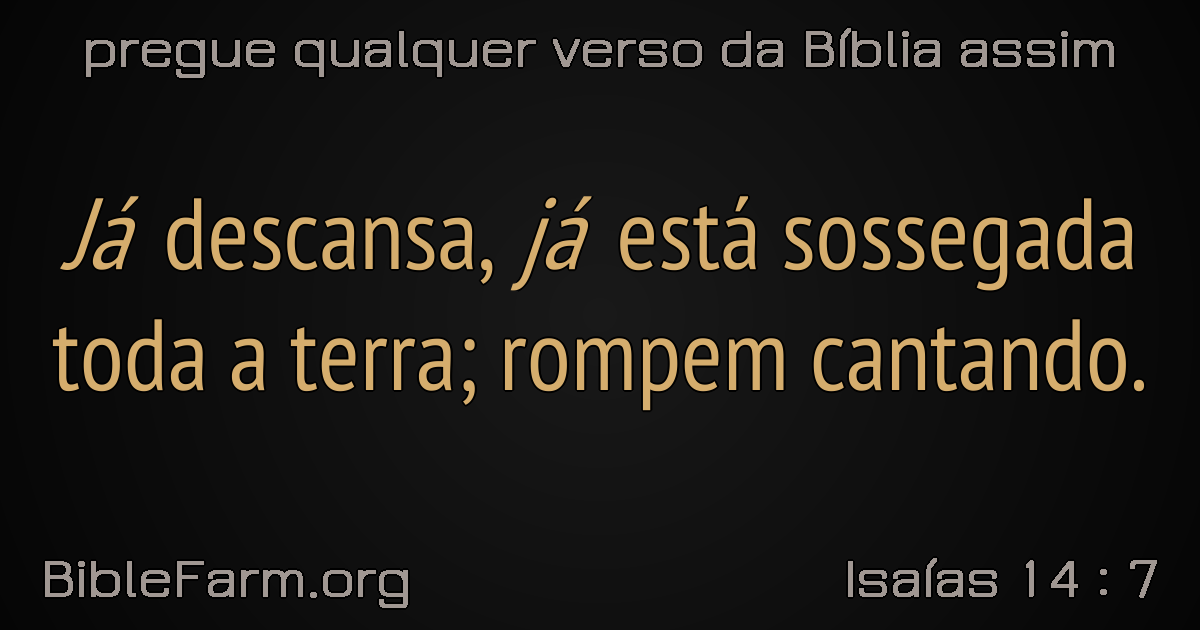 pregue qualquer verso da Bíblia assim
Já descansa, já está sossegada
toda a terra; rompem cantando.
BibleFarm.org
Isaías 14 : 7